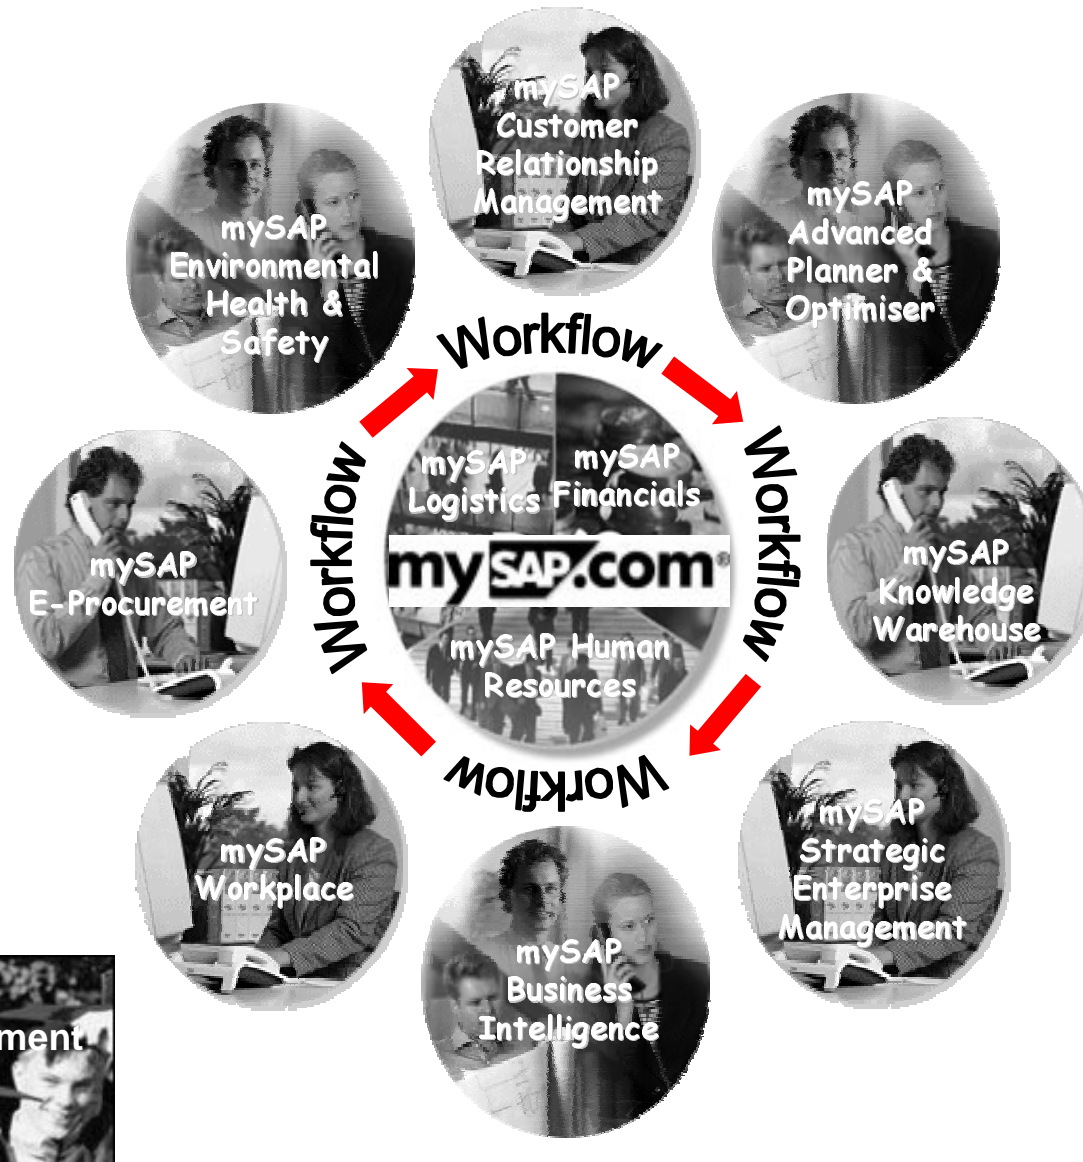 mySAP
Customer
Relationship
Management
mySAP
Environmental
Health &
Safety
mySAP
Advanced
Planner &
Optimiser
Workflow
Workflow
Workflow
Workflow
mySAP
Logistics
mySAP
Financials
mySAP.com®
mySAP Human
Resources
mySAP
E-Procurement
mySAP
Knowledge
Warehouse
mySAP
Workplace
mySAP
Strategic
Enterprise
Management
mySAP
Business
Intelligence
ment